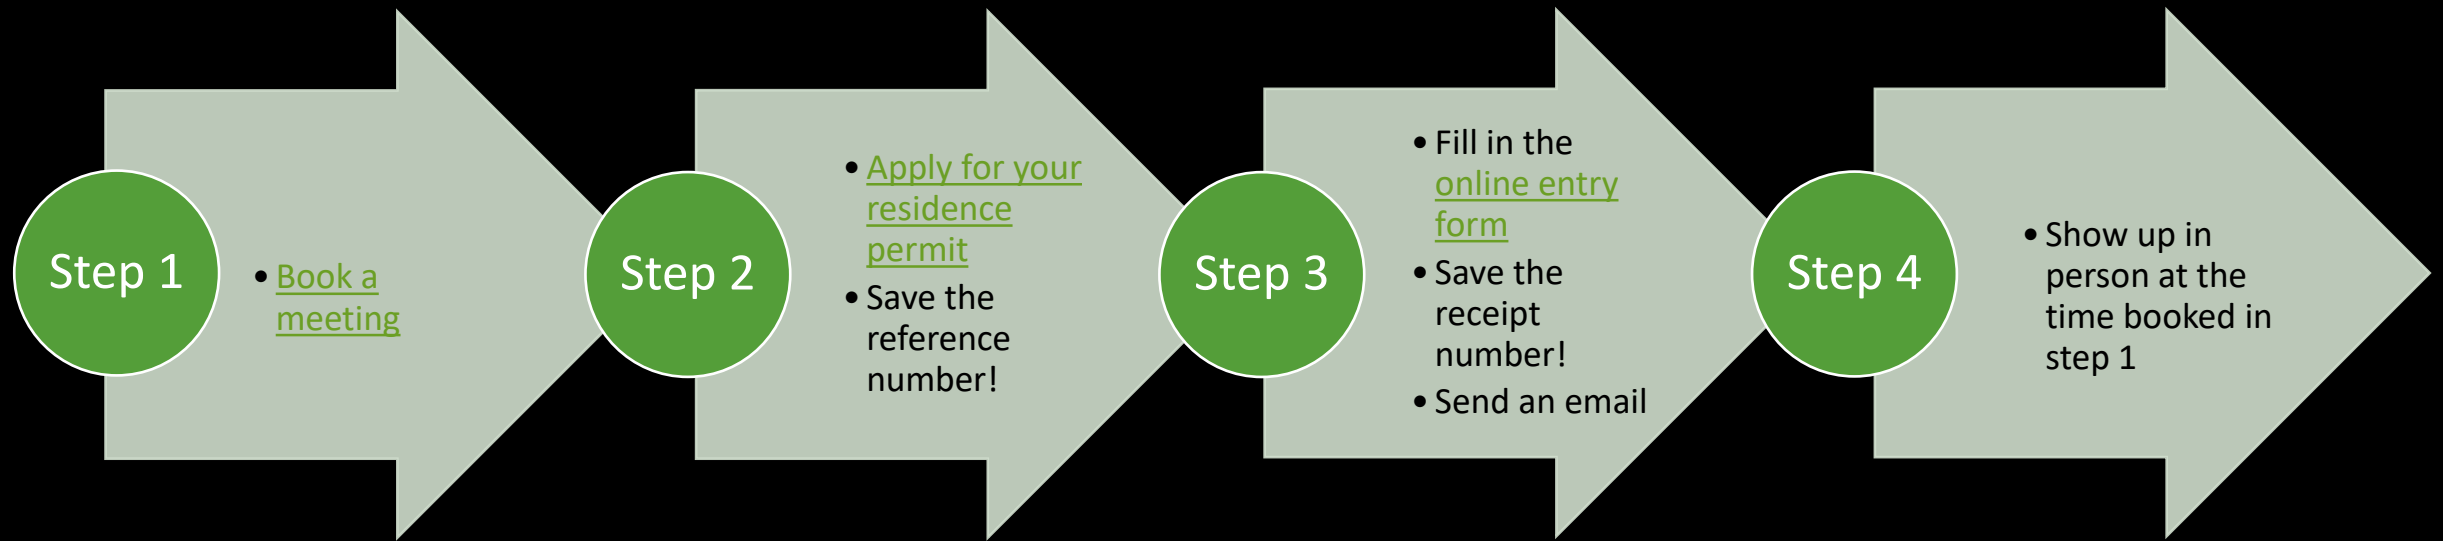 Step 1
• Book a
meeting
Step 2
• Apply for your
residence
permit
• Save the
reference
number!
Step 3
• Fill in the
online entry
form
• Save the
receipt
number!
• Send an email
Step 4
• Show up in
person at the
time booked in
step 1